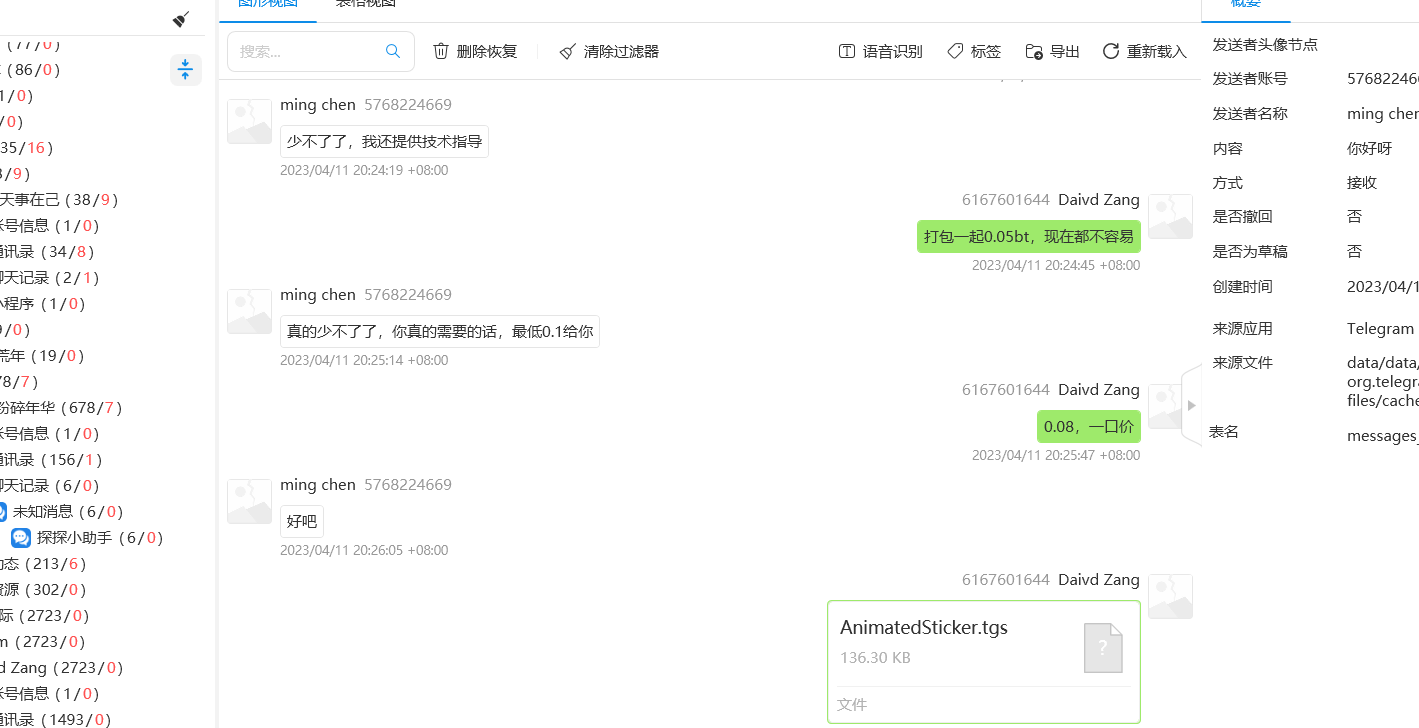 图形视图 表格视图 概要
搜索... 删除恢复 清除过滤器 语音识别 标签 导出 重新载入
(77/0)
(86/0)
1/0)
/0)
35/16)
/9)
天事在己 (38/9)
号信息 (1/0)
通讯录 (34/8)
聊天记录 (2/1)
小程序 (1/0)
/0)
荒年 (19/0)
78/7)
粉碎年华 (678/7)
号信息 (1/0)
通讯录 (156/1)
聊天记录 (6/0)
未知消息 (6/0)
探探小助手 (6/0)
动态 (213/6)
资源 (302/0)
际 (2723/0)
m (2723/0)
d Zang (2723/0)
号信息 (1/0)
通讯录 (1493/0)
ming chen 5768224669
少不了了，我还提供技术指导
2023/04/11 20:24:19 +08:00
6167601644 Daivd Zang
打包一起0.05bt，现在都不容易
2023/04/11 20:24:45 +08:00
ming chen 5768224669
真的少不了了，你真的需要的话，最低0.1给你
2023/04/11 20:25:14 +08:00
6167601644 Daivd Zang
0.08，一口价
2023/04/11 20:25:47 +08:00
ming chen 5768224669
好吧
2023/04/11 20:26:05 +08:00
6167601644 Daivd Zang
AnimatedSticker.tgs
136.30 KB
?
文件
发送者头像节点
发送者账号 57682246
发送者名称 ming chen
内容 你好呀
方式 接收
是否撤回 否
是否为草稿 否
创建时间 2023/04/1
来源应用 Telegram
来源文件 data/data/
org.telegra
files/cache
表名 messages_